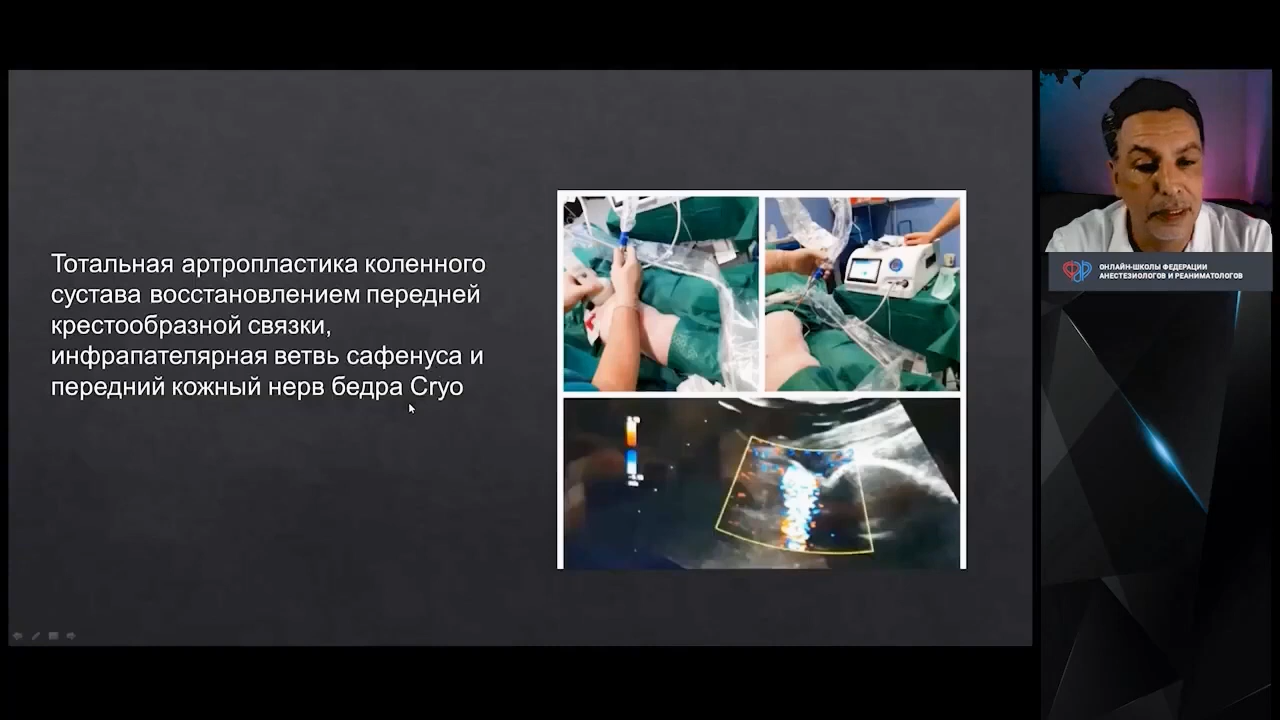 Тотальная артропластика коленного
сустава восстановлением передней
крестообразной связки,
инфрапателярная ветвь сафенуса и
передний кожный нерв бедра Cryo
ОНЛАЙН-ШКОЛЫ ФЕДЕРАЦИИ
АНЕСТЕЗИОЛОГОВ И РЕАНИМАТОЛОГОВ